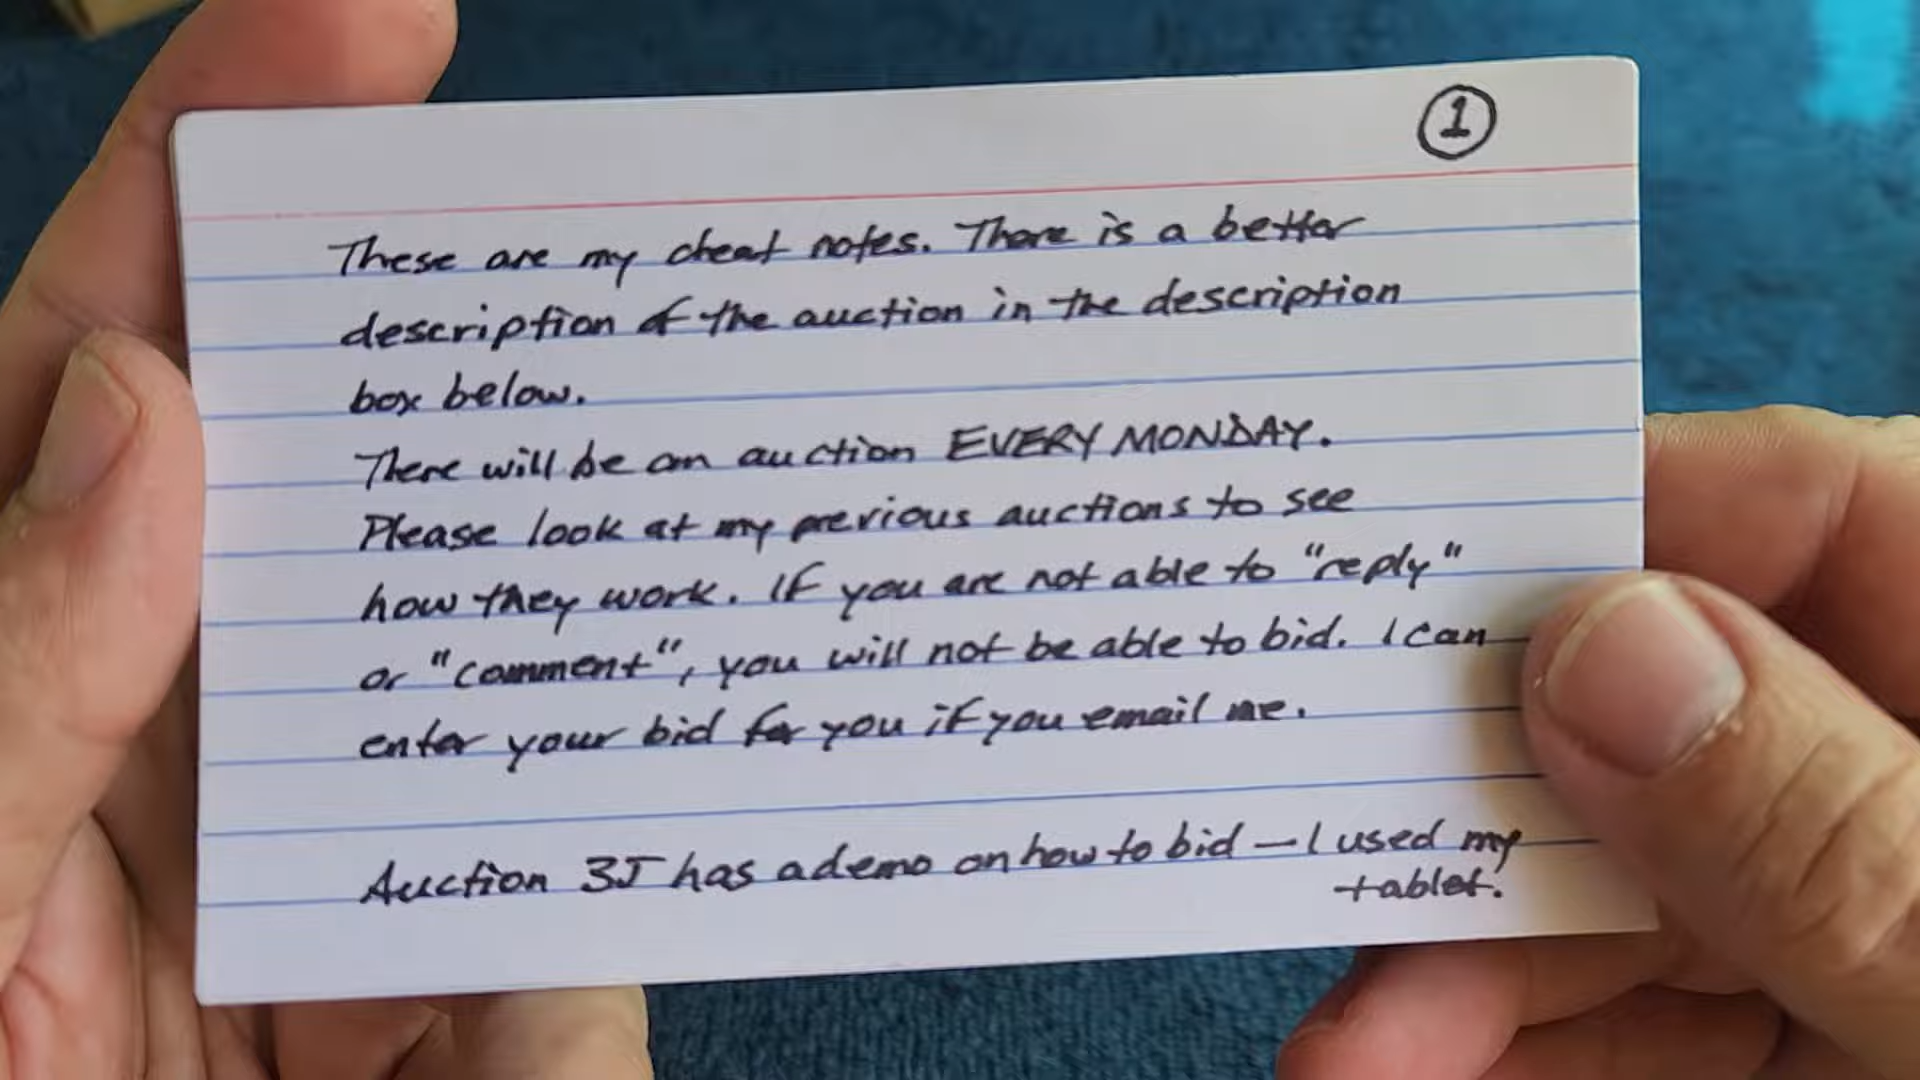 1
These are my cheat notes. There is a better
description of the auction in the description
box below.
There will be an auction EVERY MONDAY.
Please look at my previous auctions to see
how they work. If you are not able to "reply"
or "comment", you will not be able to bid. I can
enter your bid for you if you email me.
Auction 3J has a demo on how to bid – I used my
tablet.